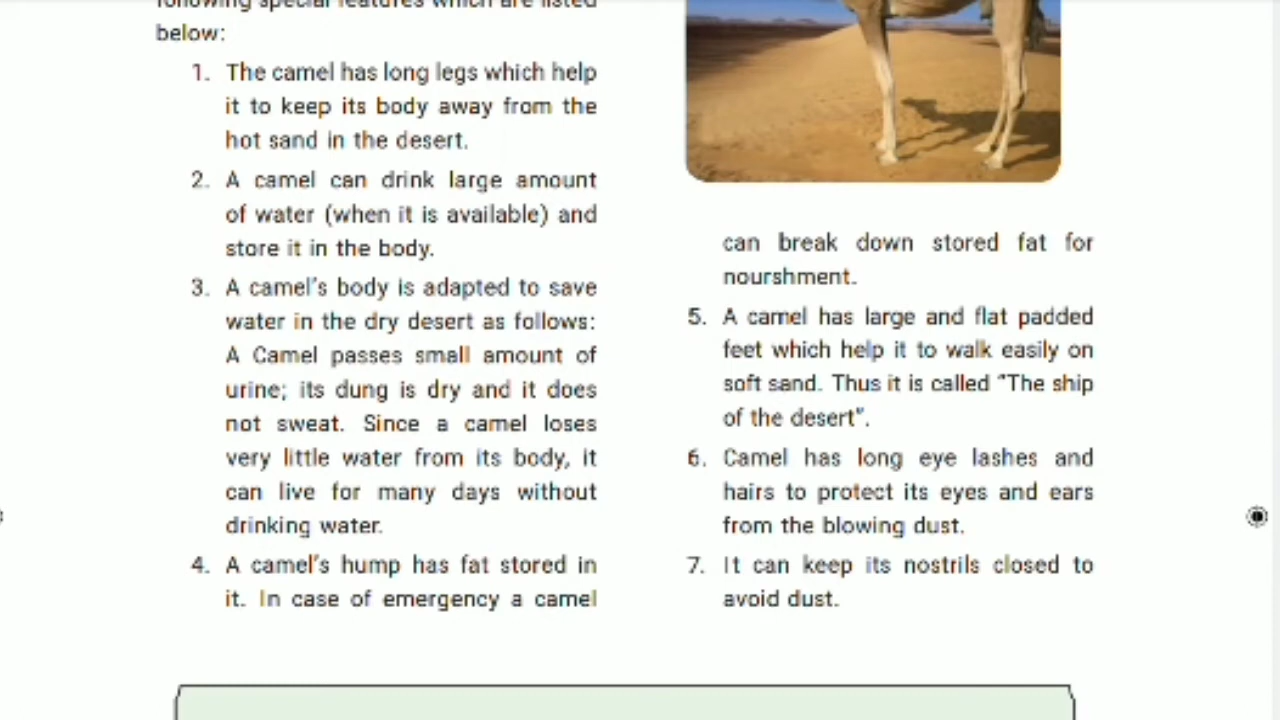 following special features which are listed
below:
1. The camel has long legs which help
it to keep its body away from the
hot sand in the desert.
2. A camel can drink large amount
of water (when it is available) and
store it in the body.
3. A camel's body is adapted to save
water in the dry desert as follows:
A Camel passes small amount of
urine; its dung is dry and it does
not sweat. Since a camel loses
very little water from its body, it
can live for many days without
drinking water.
4. A camel's hump has fat stored in
it. In case of emergency a camel
can break down stored fat for
nourshment.
5. A camel has large and flat padded
feet which help it to walk easily on
soft sand. Thus it is called "The ship
of the desert".
6. Camel has long eye lashes and
hairs to protect its eyes and ears
from the blowing dust.
7. It can keep its nostrils closed to
avoid dust.